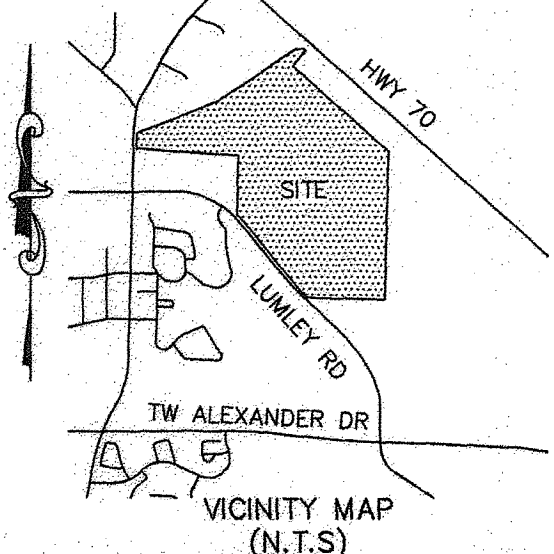 HWY 70
SITE
LUMLEY RD
TW ALEXANDER DR
VICINITY MAP
(N.T.S)